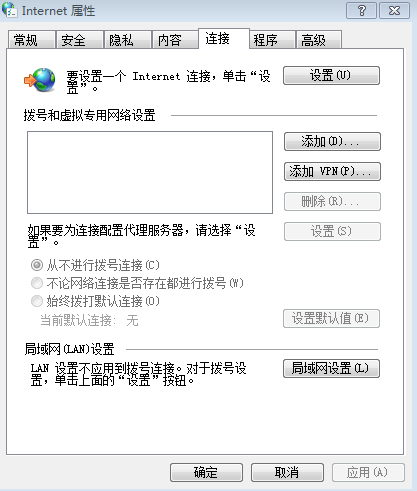 Internet 属性
常规 安全 隐私 内容 连接 程序 高级
要设置一个 Internet 连接，单击“设置”。
设置(U)
拨号和虚拟专用网络设置
添加(D)...
添加 VPN(P)...
删除(R)...
如果要为连接配置代理服务器，请选择“设置”。
设置(S)
从不进行拨号连接(C)
不论网络连接是否存在都进行拨号(W)
始终拨打默认连接(O)
当前默认连接: 无
设置默认值(E)
局域网(LAN)设置
LAN 设置不应用到拨号连接。对于拨号设置，单击上面的“设置”按钮。
局域网设置(L)
确定 取消 应用(A)